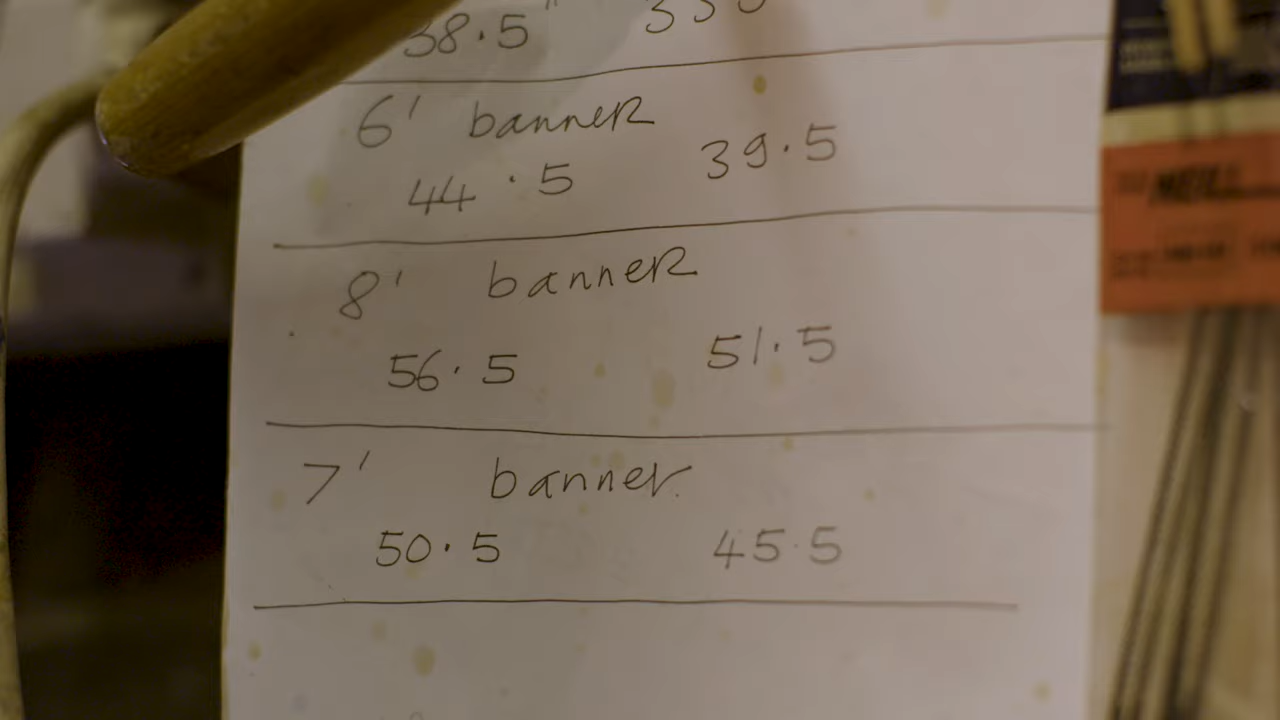 38.5"
6' banner
44.5 39.5
8' banner
56.5 51.5
7' banner
50.5 45.5